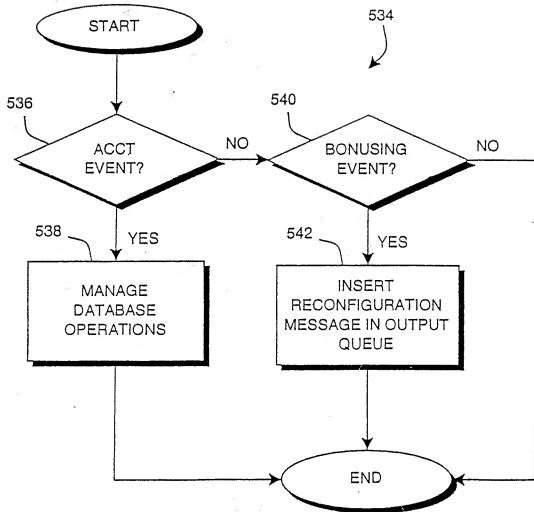 START
534
536
540
ACCT
EVENT?
NO
BONUSING
EVENT?
NO
538
YES
542
YES
MANAGE
DATABASE
OPERATIONS
INSERT
RECONFIGURATION
MESSAGE IN OUTPUT
QUEUE
END